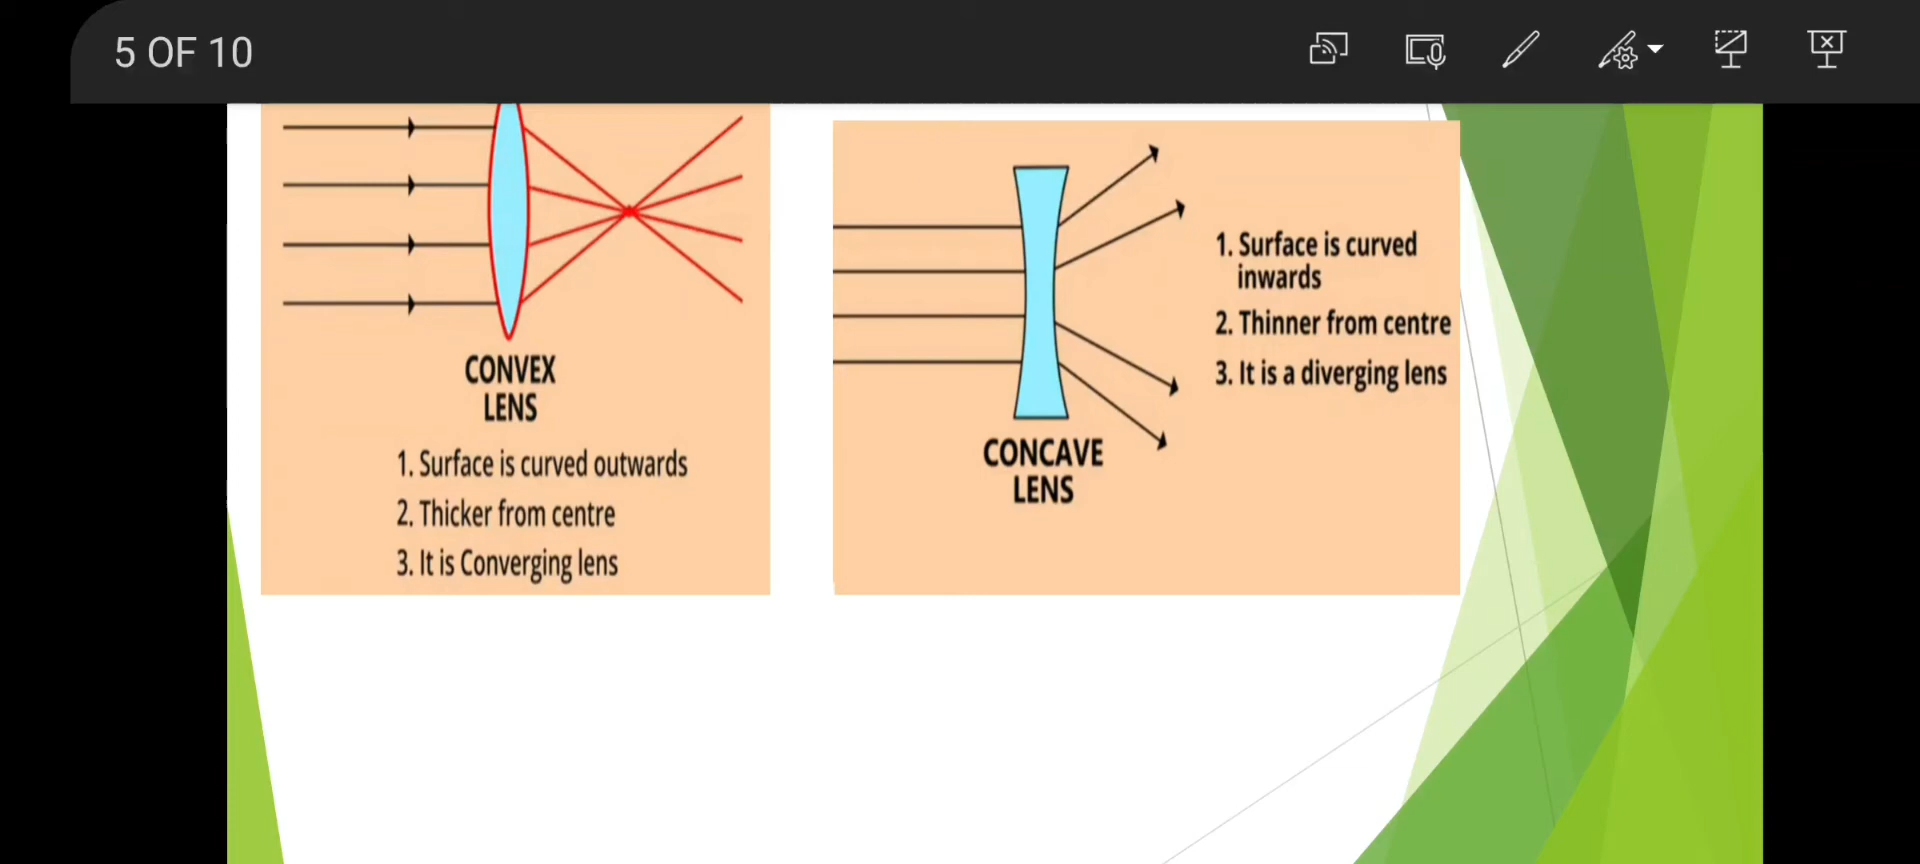 5 OF 10
CONVEX
LENS
1. Surface is curved outwards
2. Thicker from centre
3. It is Converging lens
CONCAVE
LENS
1. Surface is curved
inwards
2. Thinner from centre
3. It is a diverging lens